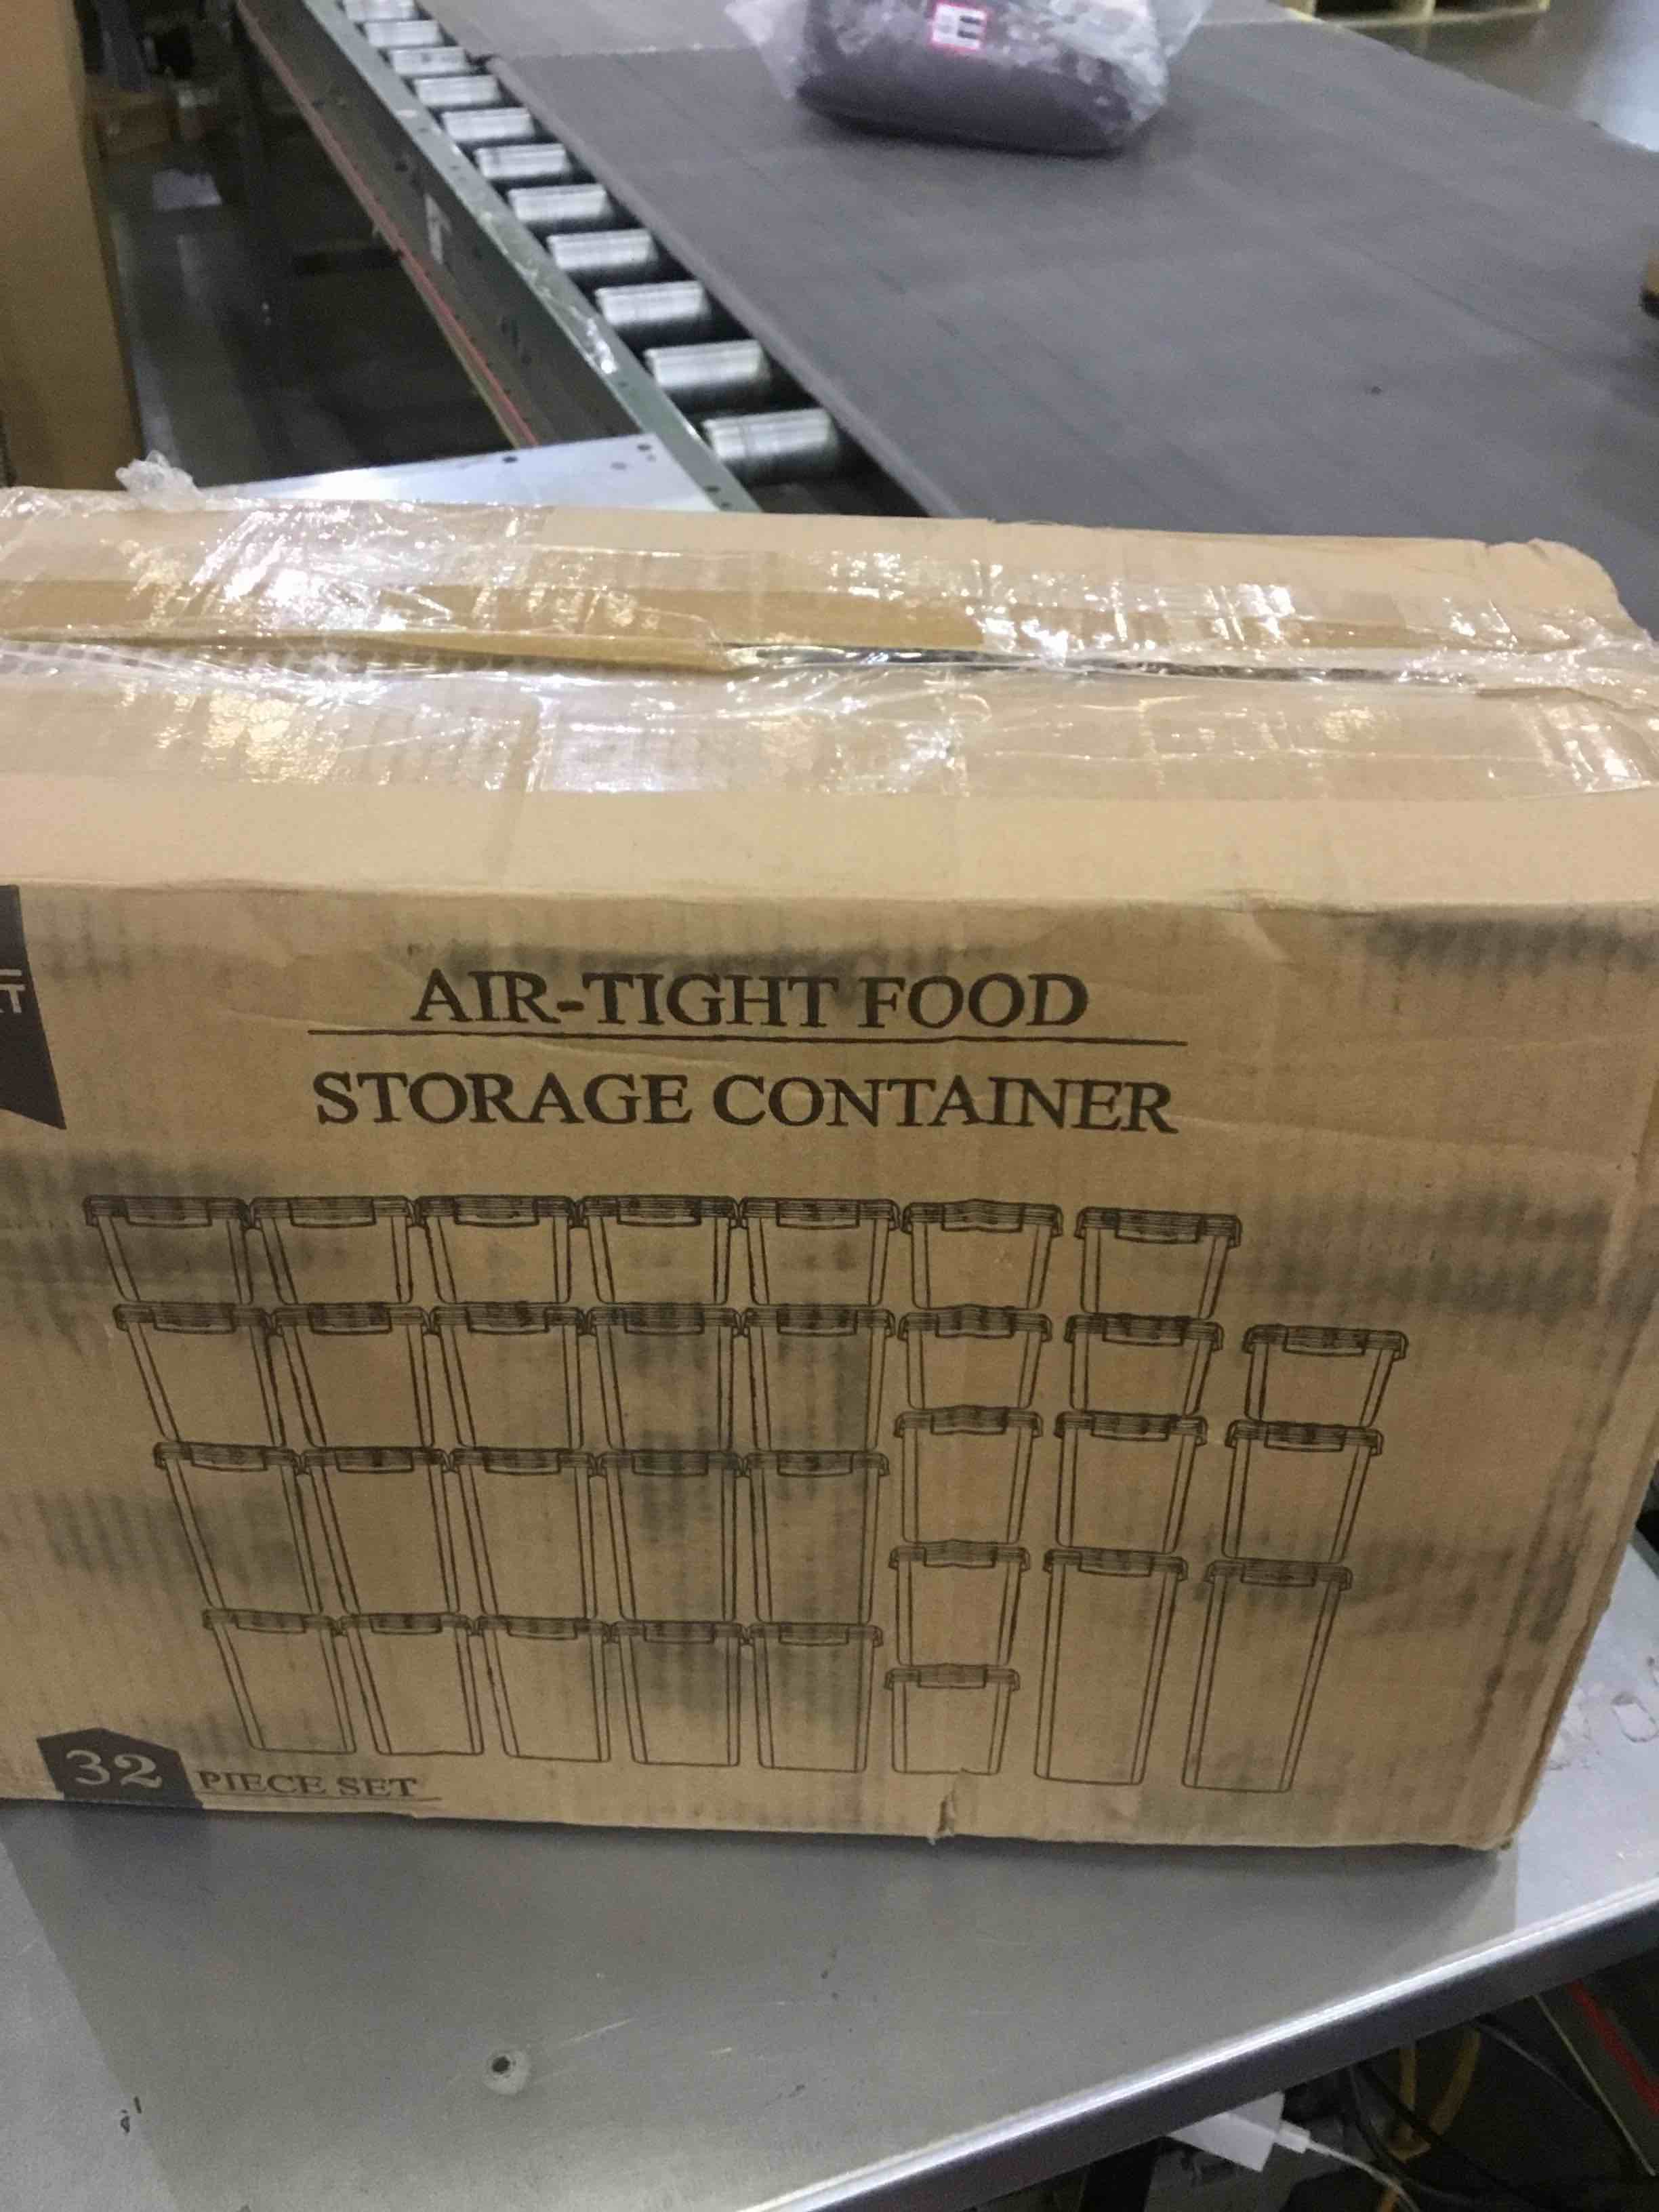 AIR-TIGHT FOOD
STORAGE CONTAINER
32 PIECE SET